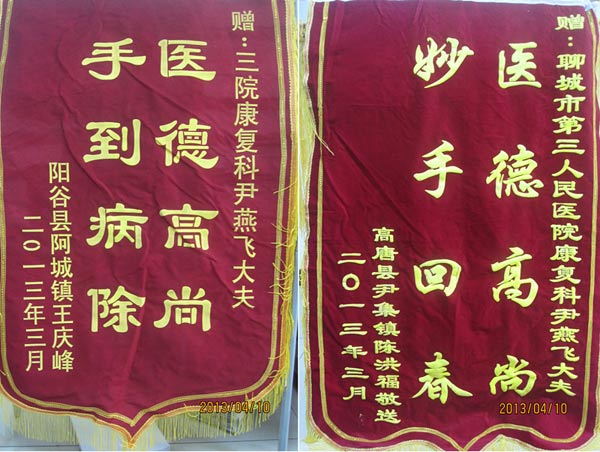 赠：三院康复科尹燕飞大夫
医德高尚
手到病除
阳谷县阿城镇王庆峰
二〇一三年三月
2013/04/10
赠：聊城市第三人民医院康复科尹燕飞大夫
医德高尚
妙手回春
高唐县尹集镇陈洪福敬送
二〇一三年三月
2013/04/10